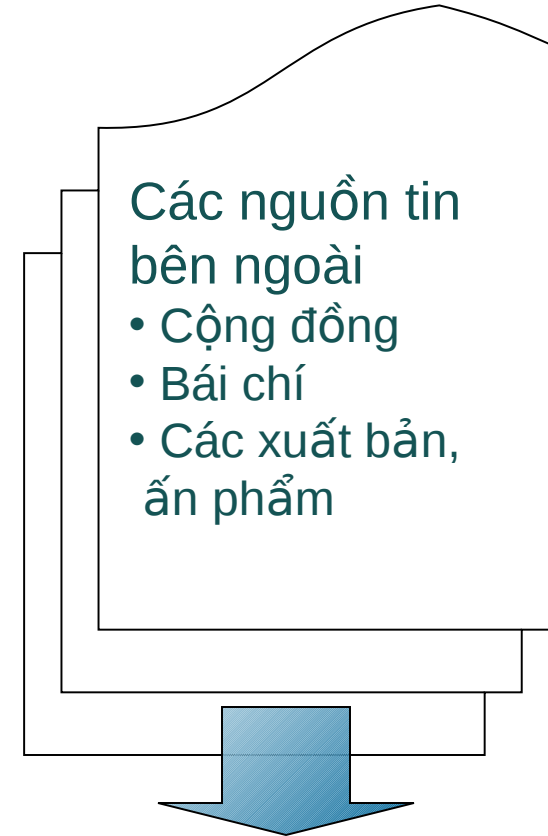 Các nguồn tin
bên ngoài
• Cộng đồng
• Bái chí
• Các xuất bản,
ấn phẩm